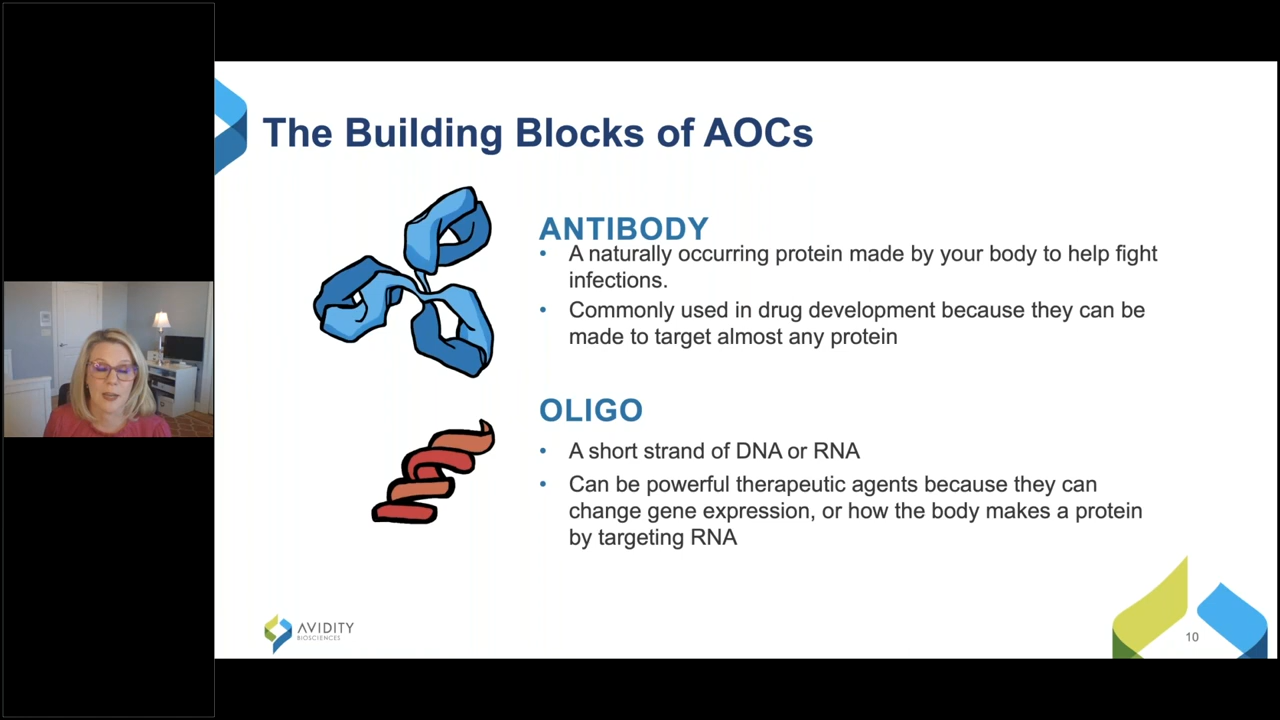 The Building Blocks of AOCs
ANTIBODY
• A naturally occurring protein made by your body to help fight
infections.
• Commonly used in drug development because they can be
made to target almost any protein
OLIGO
• A short strand of DNA or RNA
• Can be powerful therapeutic agents because they can
change gene expression, or how the body makes a protein
by targeting RNA
AVIDITY
BIOSCIENCES
10